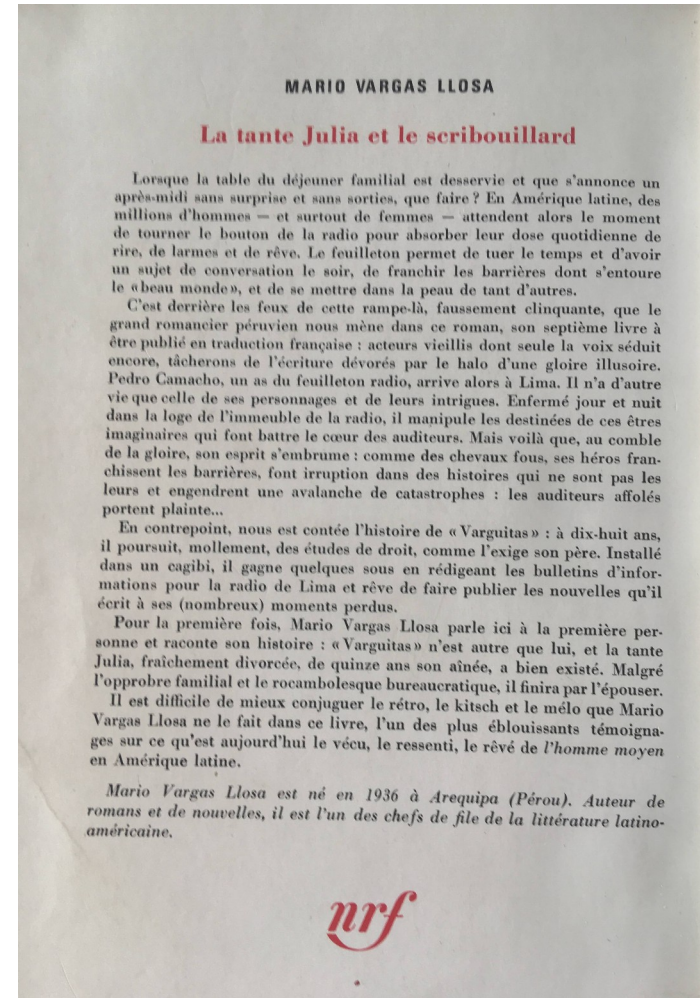 MARIO VARGAS LLOSA
La tante Julia et le scribouillard
Lorsque la table du déjeuner familial est desservie et que s'annonce un
après-midi sans surprise et sans sorties, que faire ? En Amérique latine, des
millions d'hommes — et surtout de femmes — attendent alors le moment
de tourner le bouton de la radio pour absorber leur dose quotidienne de
rire, de larmes et de rêve. Le feuilleton permet de tuer le temps et d'avoir
un sujet de conversation le soir, de franchir les barrières dont s'entoure
le « beau monde », et de se mettre dans la peau de tant d'autres.
C'est derrière les feux de cette rampe-là, faussement clinquante, que le
grand romancier péruvien nous mène dans ce roman, son septième livre à
être publié en traduction française : acteurs vieillis dont seule la voix séduit
encore, tâcherons de l'écriture dévorés par le halo d'une gloire illusoire.
Pedro Camacho, un as du feuilleton radio, arrive alors à Lima. Il n'a d'autre
vie que celle de ses personnages et de leurs intrigues. Enfermé jour et nuit
dans la loge de l'immeuble de la radio, il manipule les destinées de ces êtres
imaginaires qui font battre le cœur des auditeurs. Mais voilà que, au comble
de la gloire, son esprit s'embrume : comme des chevaux fous, ses héros fran-
chissent les barrières, font irruption dans des histoires qui ne sont pas les
leurs et engendrent une avalanche de catastrophes : les auditeurs affolés
portent plainte...
En contrepoint, nous est contée l'histoire de « Varguitas » : à dix-huit ans,
il poursuit, mollement, des études de droit, comme l'exige son père. Installé
dans un cagibi, il gagne quelques sous en rédigeant les bulletins d'infor-
mations pour la radio de Lima et rêve de faire publier les nouvelles qu'il
écrit à ses (nombreux) moments perdus.
Pour la première fois, Mario Vargas Llosa parle ici à la première per-
sonne et raconte son histoire : « Varguitas » n'est autre que lui, et la tante
Julia, fraîchement divorcée, de quinze ans son aînée, a bien existé. Malgré
l'opprobre familial et le rocambolesque bureaucratique, il finira par l'épouser.
Il est difficile de mieux conjuguer le rétro, le kitsch et le mélo que Mario
Vargas Llosa ne le fait dans ce livre, l'un des plus éblouissants témoigna-
ges sur ce qu'est aujourd'hui le vécu, le ressenti, le rêvé de l'homme moyen
en Amérique latine.
Mario Vargas Llosa est né en 1936 à Arequipa (Pérou). Auteur de
romans et de nouvelles, il est l'un des chefs de file de la littérature latino-
américaine.
nrf